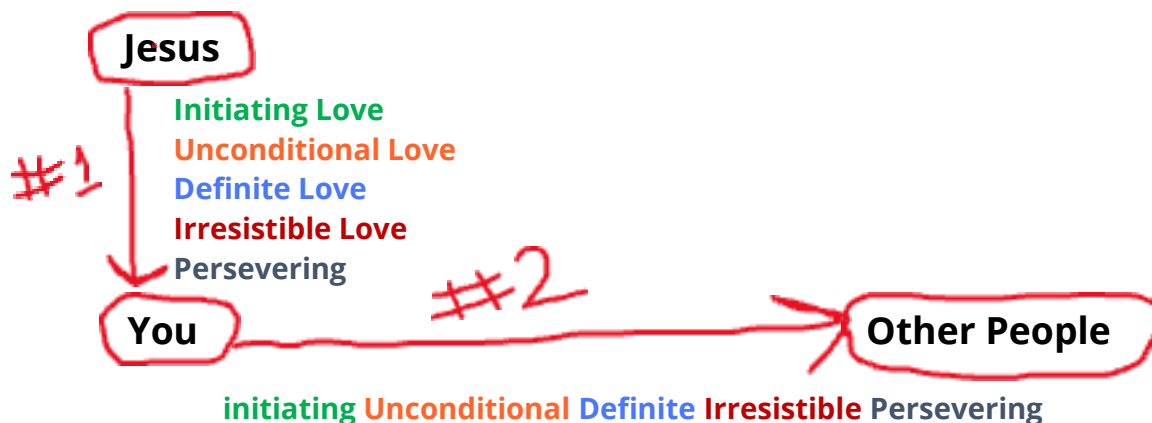 Jesus
Initiating Love
Unconditional Love
#1
Definite Love
Irresistible Love
Persevering
#2
You
Other People
initiating Unconditional Definite Irresistible Persevering